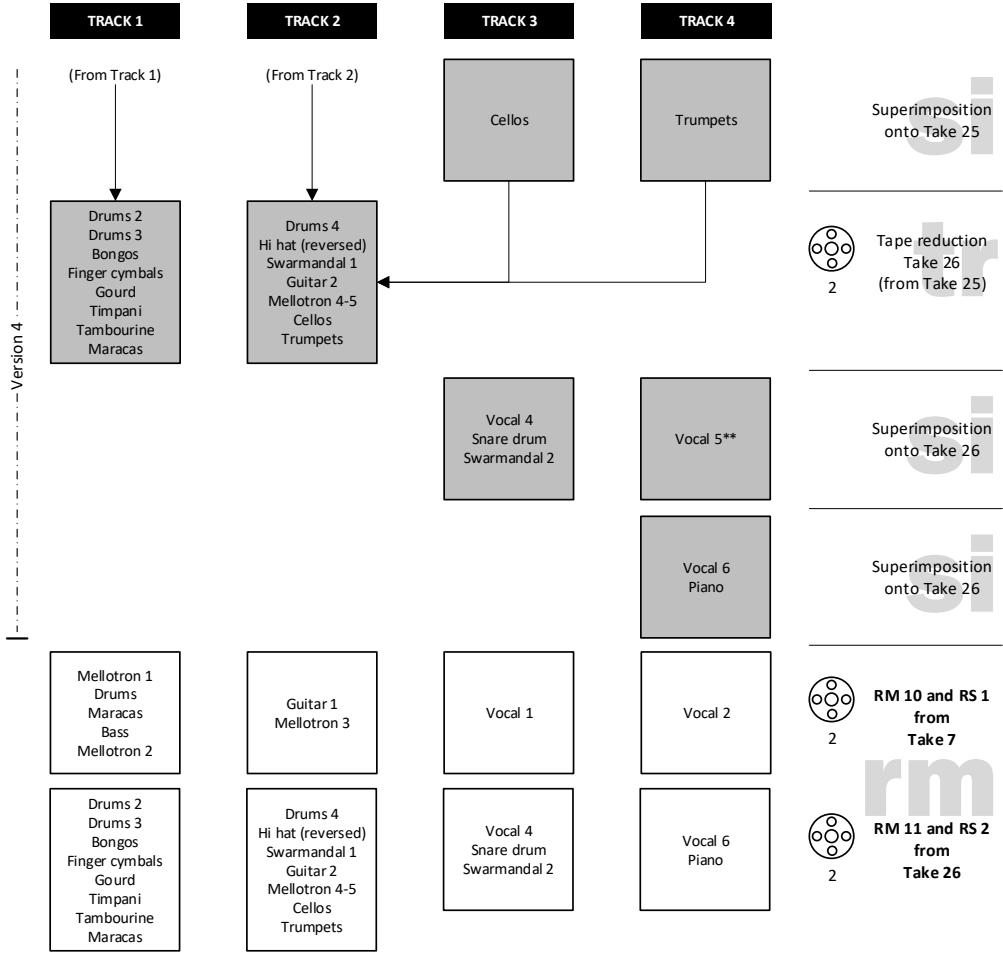 TRACK 1
TRACK 2
TRACK 3
TRACK 4
(From Track 1)
(From Track 2)
Cellos
Trumpets
si
Superimposition
onto Take 25
Drums 2
Drums 3
Bongos
Finger cymbals
Gourd
Timpani
Tambourine
Maracas
Drums 4
Hi hat (reversed)
Swarmandal 1
Guitar 2
Mellotron 4-5
Cellos
Trumpets
2
tr
Tape reduction
Take 26
(from Take 25)
Version 4
Vocal 4
Snare drum
Swarmandal 2
Vocal 5**
si
Superimposition
onto Take 26
Vocal 6
Piano
si
Superimposition
onto Take 26
Mellotron 1
Drums
Maracas
Bass
Mellotron 2
Guitar 1
Mellotron 3
Vocal 1
Vocal 2
2
RM 10 and RS 1
from
Take 7
rm
Drums 2
Drums 3
Bongos
Finger cymbals
Gourd
Timpani
Tambourine
Maracas
Drums 4
Hi hat (reversed)
Swarmandal 1
Guitar 2
Mellotron 4-5
Cellos
Trumpets
Vocal 4
Snare drum
Swarmandal 2
Vocal 6
Piano
2
RM 11 and RS 2
from
Take 26